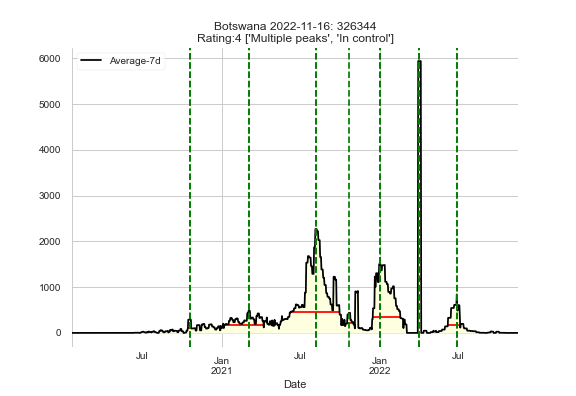 Botswana 2022-11-16: 326344
Rating:4 ['Multiple peaks', 'In control']
Average-7d
6000
5000
4000
3000
2000
1000
0
Jul
Jan
2021
Jul
Jan
2022
Jul
Date